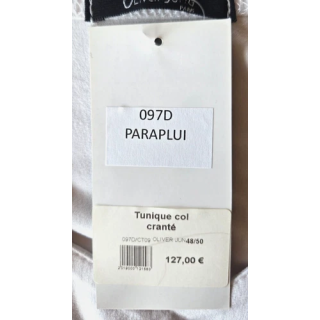 097D
PARAPLUI
Tunique col
cranté
48/50
127,00 €